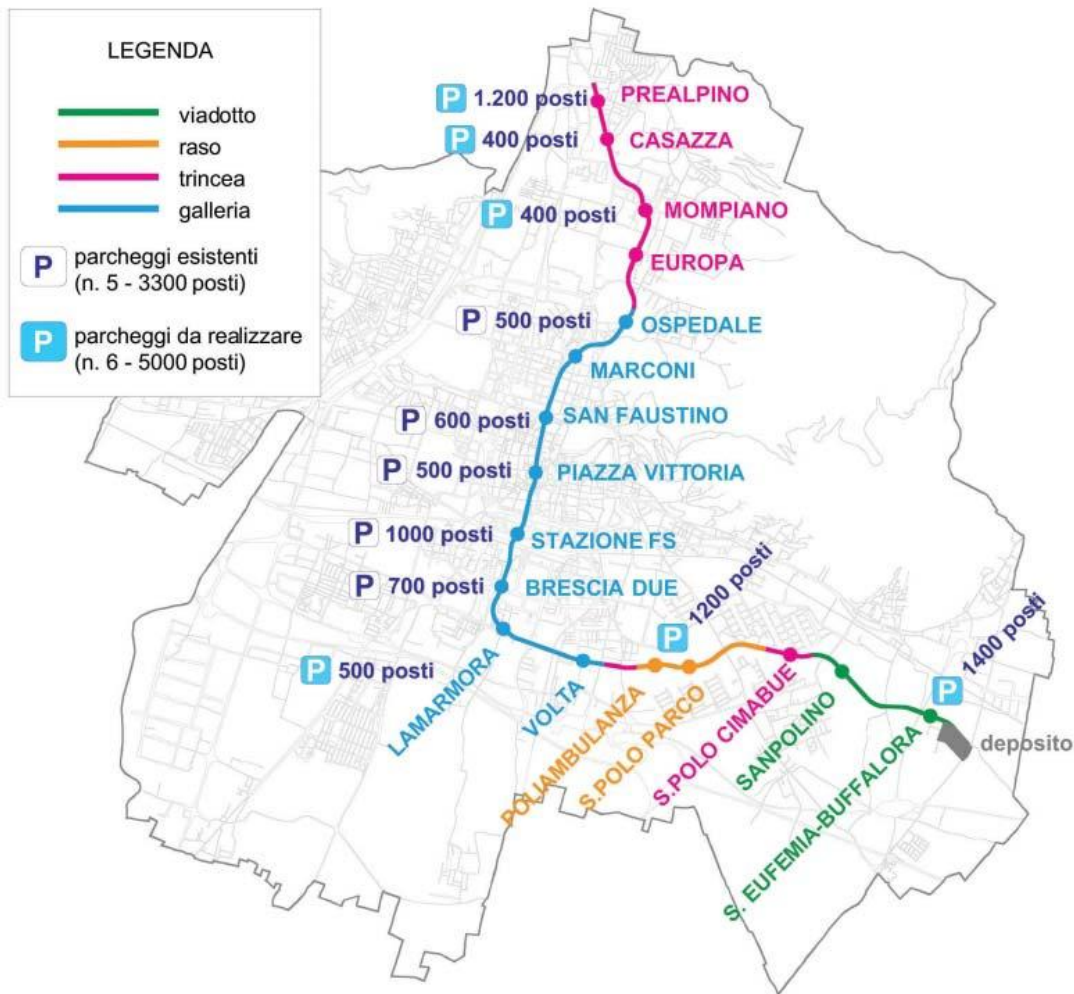 LEGENDA
viadotto
raso
trincea
galleria
P parcheggi esistenti
(n. 5 - 3300 posti)
P parcheggi da realizzare
(n. 6 - 5000 posti)
P 1.200 posti PREALPINO
P 400 posti CASAZZA
P 400 posti MOMPIANO
EUROPA
P 500 posti OSPEDALE
MARCONI
P 600 posti SAN FAUSTINO
P 500 posti PIAZZA VITTORIA
P 1000 posti STAZIONE FS
P 700 posti BRESCIA DUE
P 500 posti
LAMARMORA
VOLTA
P 1200 posti
POLIAMBULANZA
S.POLO PARCO
S.POLO CIMABUE
SANPOLINO
P 1400 posti
S. EUFEMIA-BUFFALORA
deposito